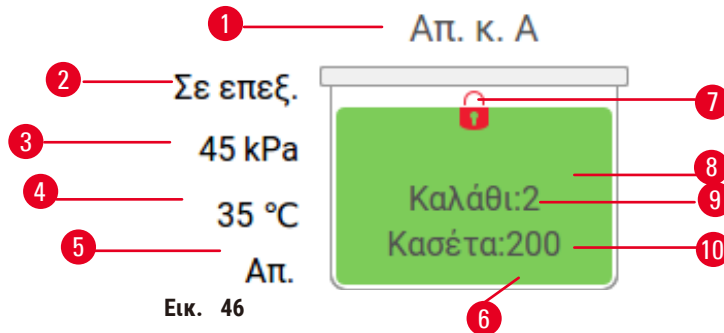 1 Απ. κ. Α
2 Σε επεξ.
7
3 45 kPa
8
4 35 °C
Καλάθι:2 9
5 Απ.
Κασέτα:200 10
6
Εικ. 46